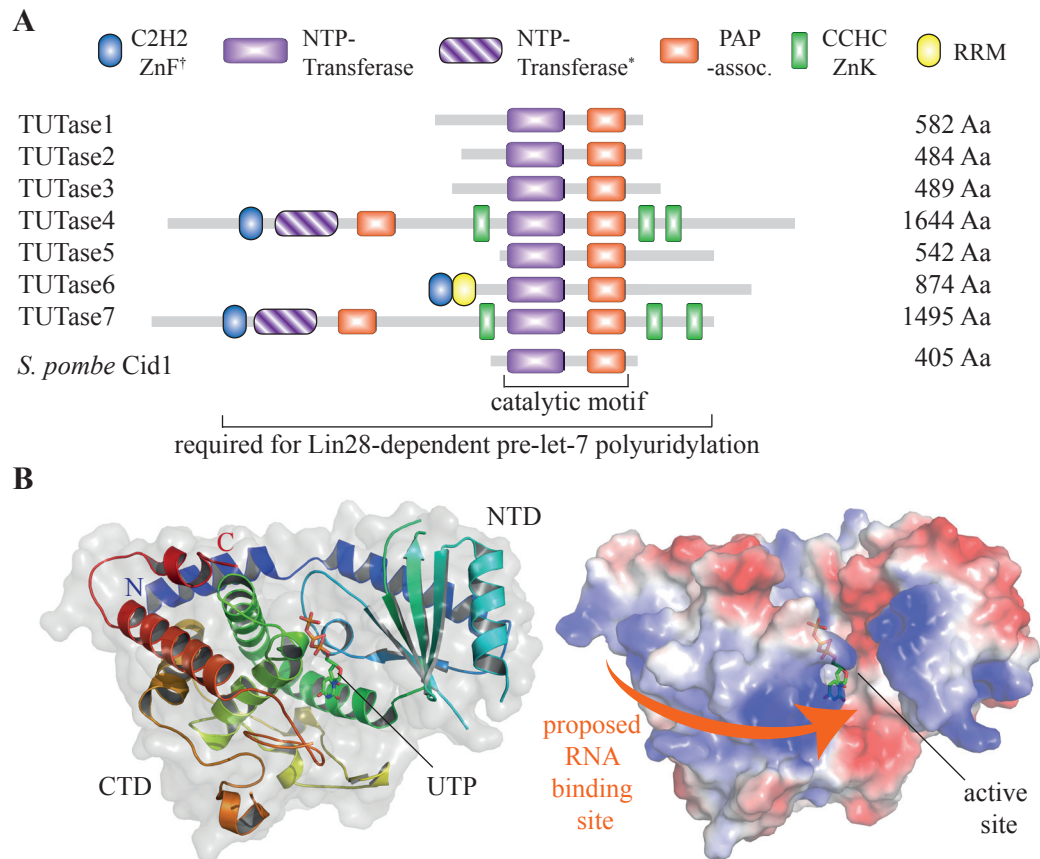 A
C2H2
ZnF†
NTP-
Transferase
NTP-
Transferase*
PAP
-assoc.
CCHC
ZnK
RRM
TUTase1 582 Aa
TUTase2 484 Aa
TUTase3 489 Aa
TUTase4 1644 Aa
TUTase5 542 Aa
TUTase6 874 Aa
TUTase7 1495 Aa
S. pombe Cid1 405 Aa
catalytic motif
required for Lin28-dependent pre-let-7 polyuridylation
B
NTD
C
N
CTD
UTP
proposed
RNA
binding
site
active
site